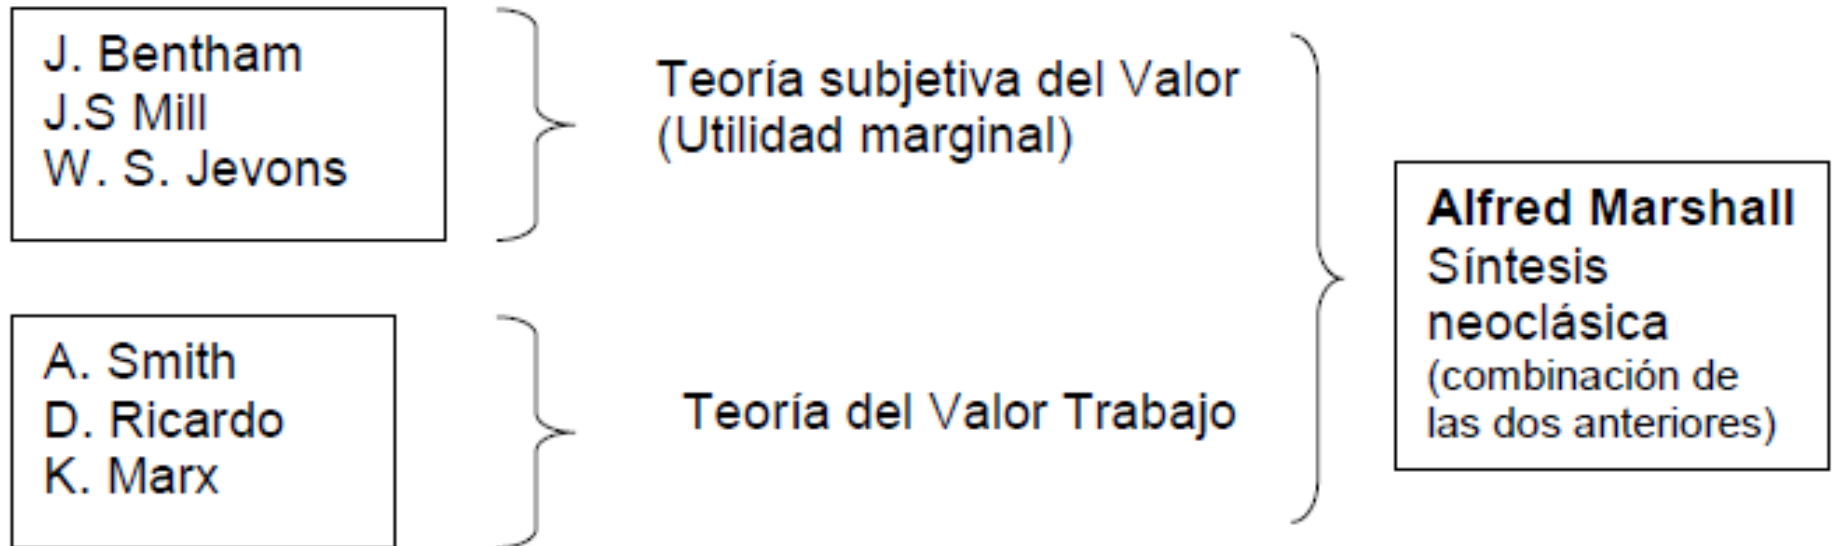 J. Bentham
J.S Mill
W. S. Jevons
Teoría subjetiva del Valor
(Utilidad marginal)
A. Smith
D. Ricardo
K. Marx
Teoría del Valor Trabajo
Alfred Marshall
Síntesis
neoclásica
(combinación de
las dos anteriores)